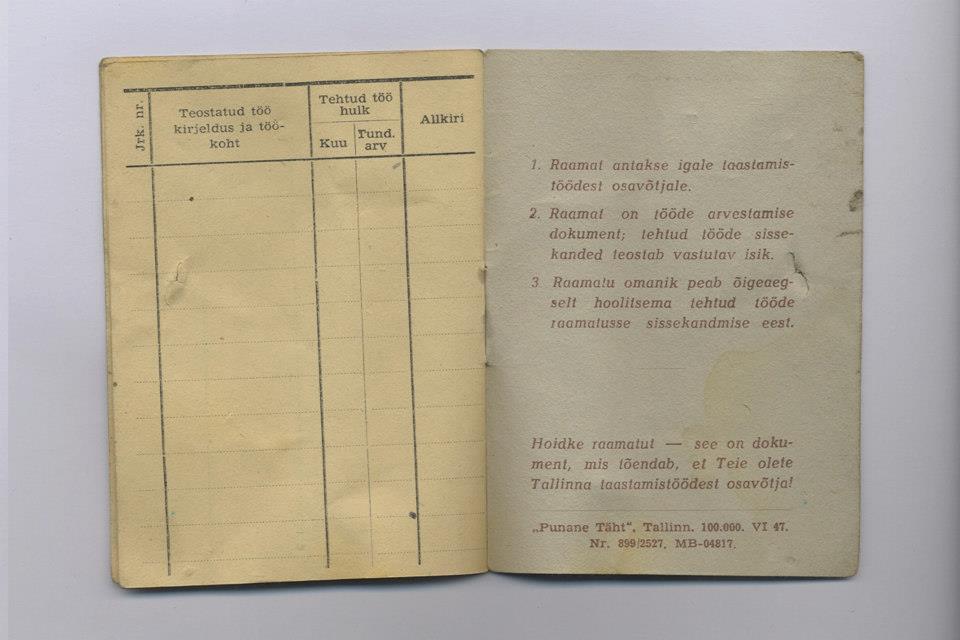 Jrk. nr.
Teostatud töö
kirjeldus ja töö-
koht
Tehtud töö
hulk
Kuu
Tund.
arv
Allkiri
1. Raamat antakse igale taastamis-
töödest osavõtjale.
2. Raamat on tööde arvestamise
dokument; tehtud tööde sisse-
kanded teostab vastutav isik.
3 Raamatu omanik peab õigeaeg-
selt hoolitsema tehtud tööde
raamatusse sissekandmise eest.
Hoidke raamatut — see on doku-
ment, mis tõendab, et Teie olete
Tallinna taastamistöödest osavõtja!
„Punane Täht", Tallinn. 100.000. VI 47.
Nr. 899/2527. MB-04817.